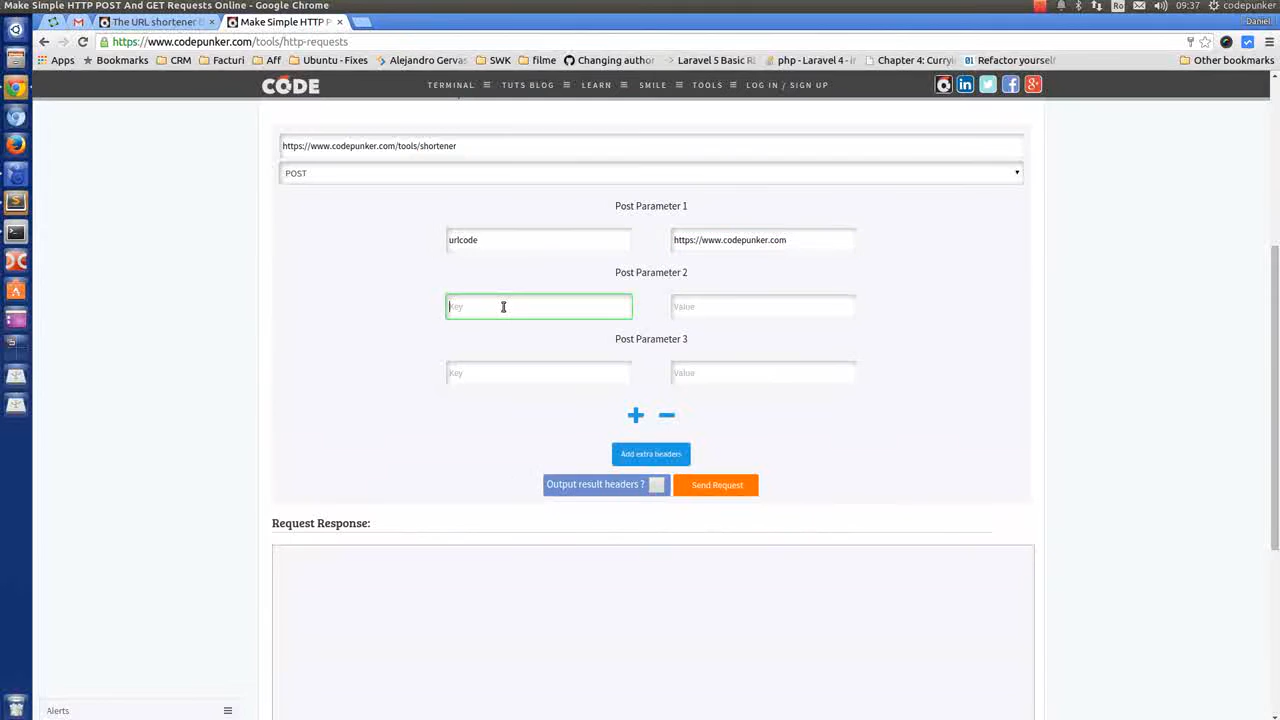 Make Simple HTTP POST And GET Requests Online - Google Chrome
Ro 09:37 codepunker
The URL shortener Make Simple HTTP P Daniel
https://www.codepunker.com/tools/http-requests
Apps Bookmarks CRM Facturi Aff Ubuntu - Fixes Alejandro Gervas SWK filme Changing author Laravel 5 Basic R php - Laravel 4 - Chapter 4: Curryi 01 Refactor yourself Other bookmarks
CODE TERMINAL TUTS BLOG LEARN SMILE TOOLS LOG IN / SIGN UP
https://www.codepunker.com/tools/shortener
POST
Post Parameter 1
urlcode https://www.codepunker.com
Post Parameter 2
Key Value
Post Parameter 3
Key Value
Add extra headers
Output result headers ? Send Request
Request Response:
Alerts